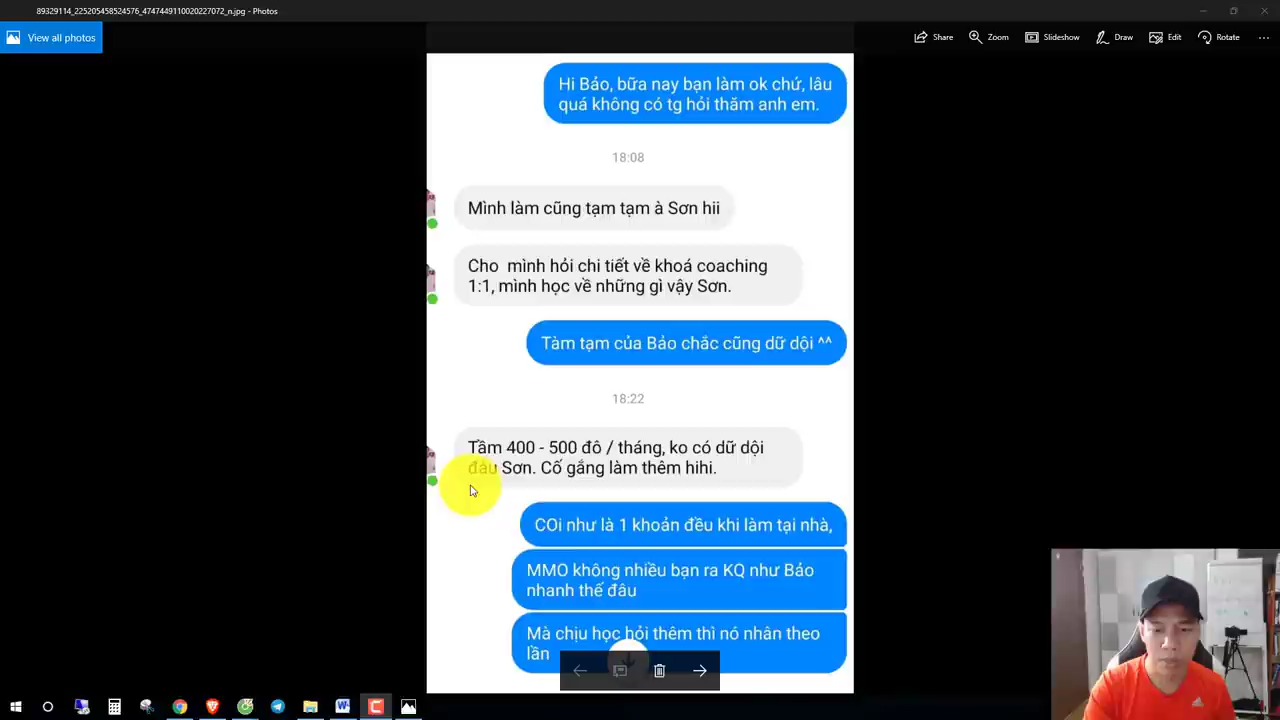 89329114_225205458524576_4747449110020227072_n.jpg - Photos
View all photos
Share
Zoom
Slideshow
Draw
Edit
Rotate
Hi Bảo, bữa nay bạn làm ok chứ, lâu
quá không có tg hỏi thăm anh em.
18:08
Mình làm cũng tạm tạm à Sơn hii
Cho mình hỏi chi tiết về khoá coaching
1:1, mình học về những gì vậy Sơn.
Tàm tạm của Bảo chắc cũng dữ dội ^^
18:22
Tầm 400 - 500 đô / tháng, ko có dữ dội
đâu Sơn. Cố gắng làm thêm hihi.
COi như là 1 khoản đều khi làm tại nhà,
MMO không nhiều bạn ra KQ như Bảo
nhanh thế đâu
Mà chịu học hỏi thêm thì nó nhân theo
lần